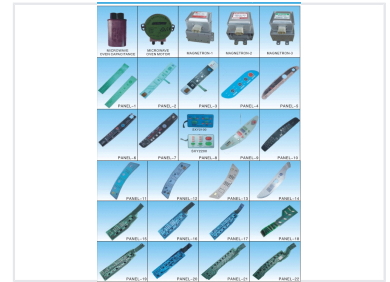 MICROWAVE
OVEN CAPACITANCE
MICROWAVE
OVEN MOTOR
MAGNETRON-1
MAGNETRON-2
MAGNETRON-3
PANEL-1
PANEL-2
PANEL-3
PANEL-4
PANEL-5
PANEL-6
PANEL-7
PANEL-8
PANEL-9
PANEL-10
PANEL-11
PANEL-12
PANEL-13
PANEL-14
PANEL-15
PANEL-16
PANEL-17
PANEL-18
PANEL-19
PANEL-20
PANEL-21
PANEL-22